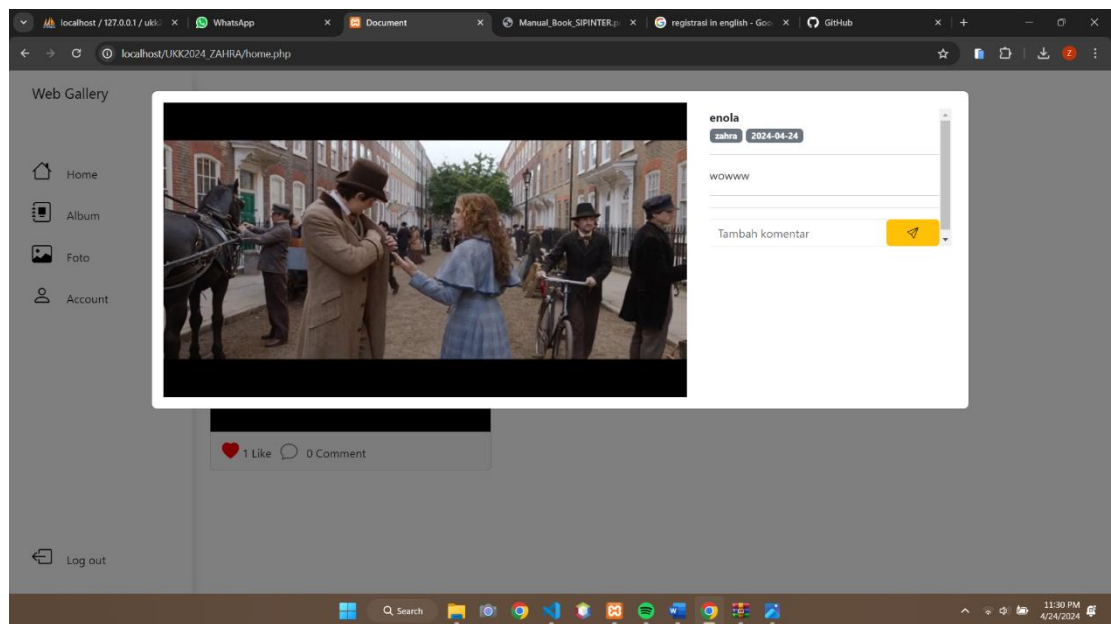 localhost / 127.0.0.1 / ukk2
WhatsApp
Document
Manual_Book_SIPINTER.p
registrasi in english - Goo
GitHub
localhost/UKK2024_ZAHRA/home.php
Z
Web Gallery
Home
Album
Foto
Account
Log out
enola
zahra 2024-04-24
wowww
Tambah komentar
1 Like 0 Comment
Search
11:30 PM
4/24/2024